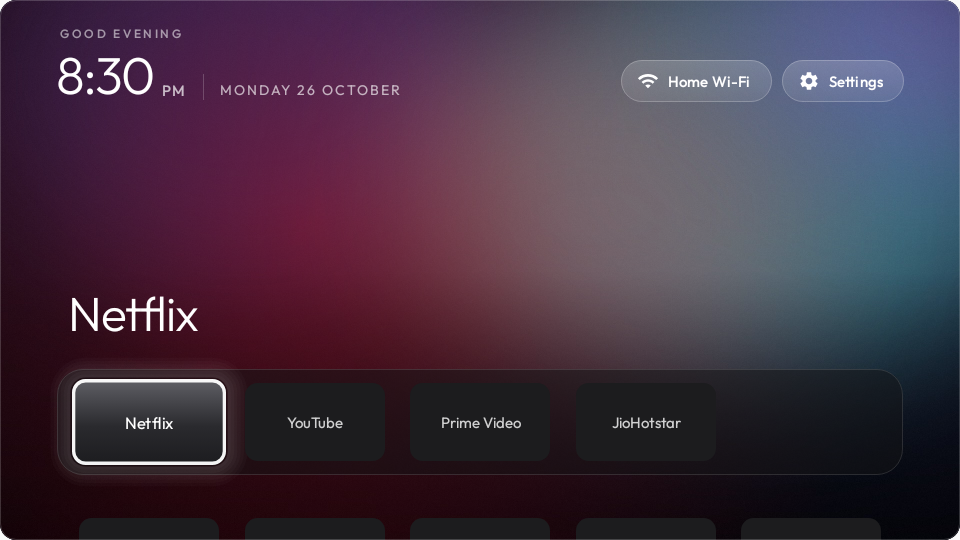 GOOD EVENING
8:30 PM
MONDAY 26 OCTOBER
Home Wi-Fi
Settings
Netflix
Netflix
YouTube
Prime Video
JioHotstar